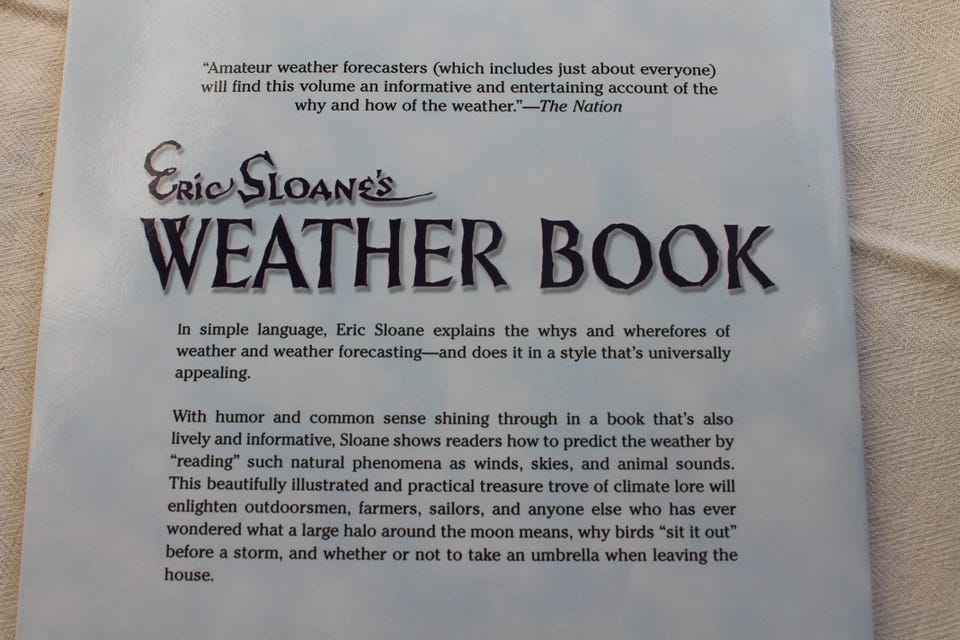 “Amateur weather forecasters (which includes just about everyone)
will find this volume an informative and entertaining account of the
why and how of the weather.”—The Nation
Eric Sloane's
WEATHER BOOK
In simple language, Eric Sloane explains the whys and wherefores of
weather and weather forecasting—and does it in a style that's universally
appealing.
With humor and common sense shining through in a book that's also
lively and informative, Sloane shows readers how to predict the weather by
“reading” such natural phenomena as winds, skies, and animal sounds.
This beautifully illustrated and practical treasure trove of climate lore will
enlighten outdoorsmen, farmers, sailors, and anyone else who has ever
wondered what a large halo around the moon means, why birds “sit it out”
before a storm, and whether or not to take an umbrella when leaving the
house.